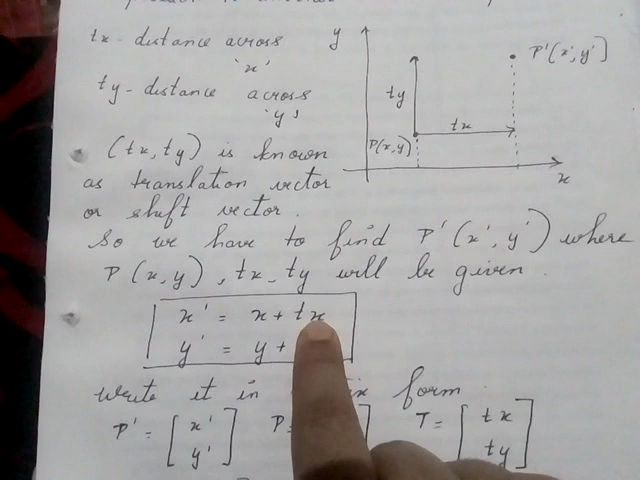 tx - distance across
'x'
ty - distance across
'y'
y
P'(x', y')
ty
tx
P(x,y)
x
(tx, ty) is known
as translation vector
or shift vector.
So we have to find P'(x', y') where
P(x,y), tx, ty will be given.
x' = x + tx
y' = y +
write it in form
P' = [x' y']
P =
T = [tx ty]